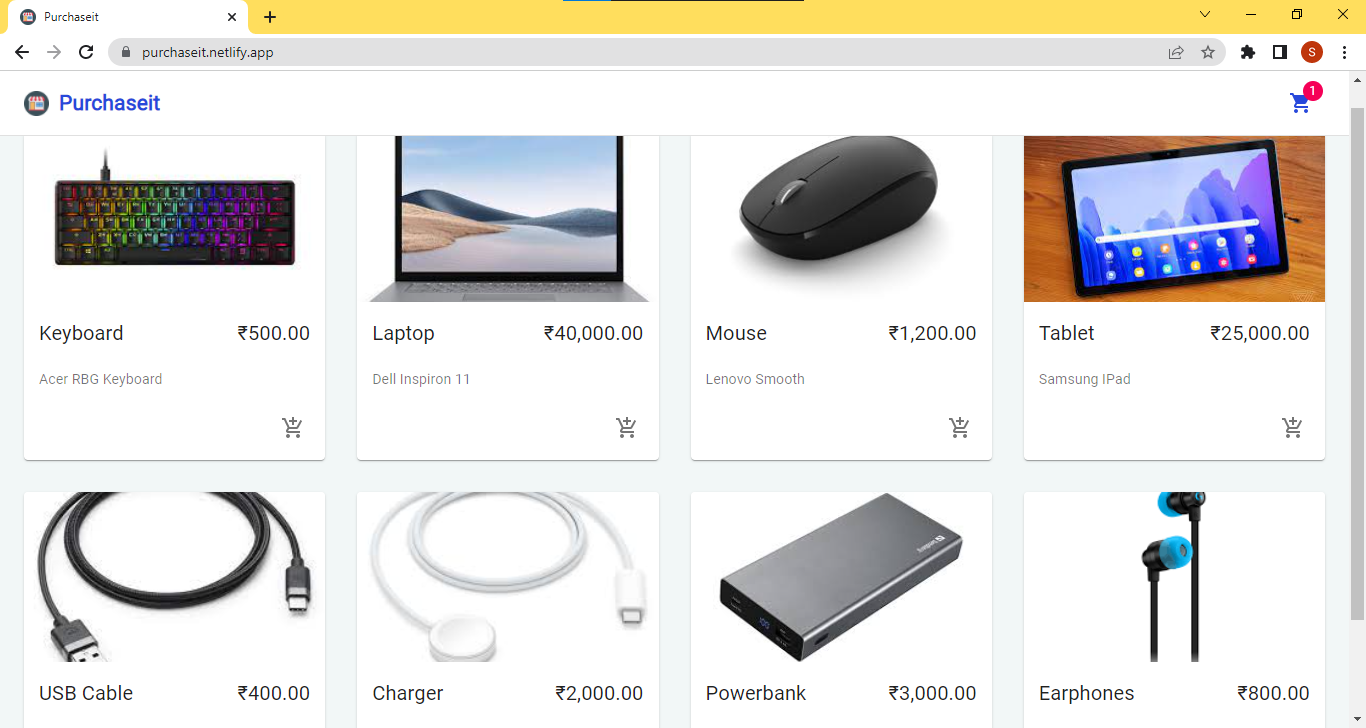 Purchaseit
purchaseit.netlify.app
S
Purchaseit
1
Keyboard ₹500.00
Acer RBG Keyboard
Laptop ₹40,000.00
Dell Inspiron 11
Mouse ₹1,200.00
Lenovo Smooth
Tablet ₹25,000.00
Samsung IPad
USB Cable ₹400.00
Charger ₹2,000.00
Powerbank ₹3,000.00
Earphones ₹800.00